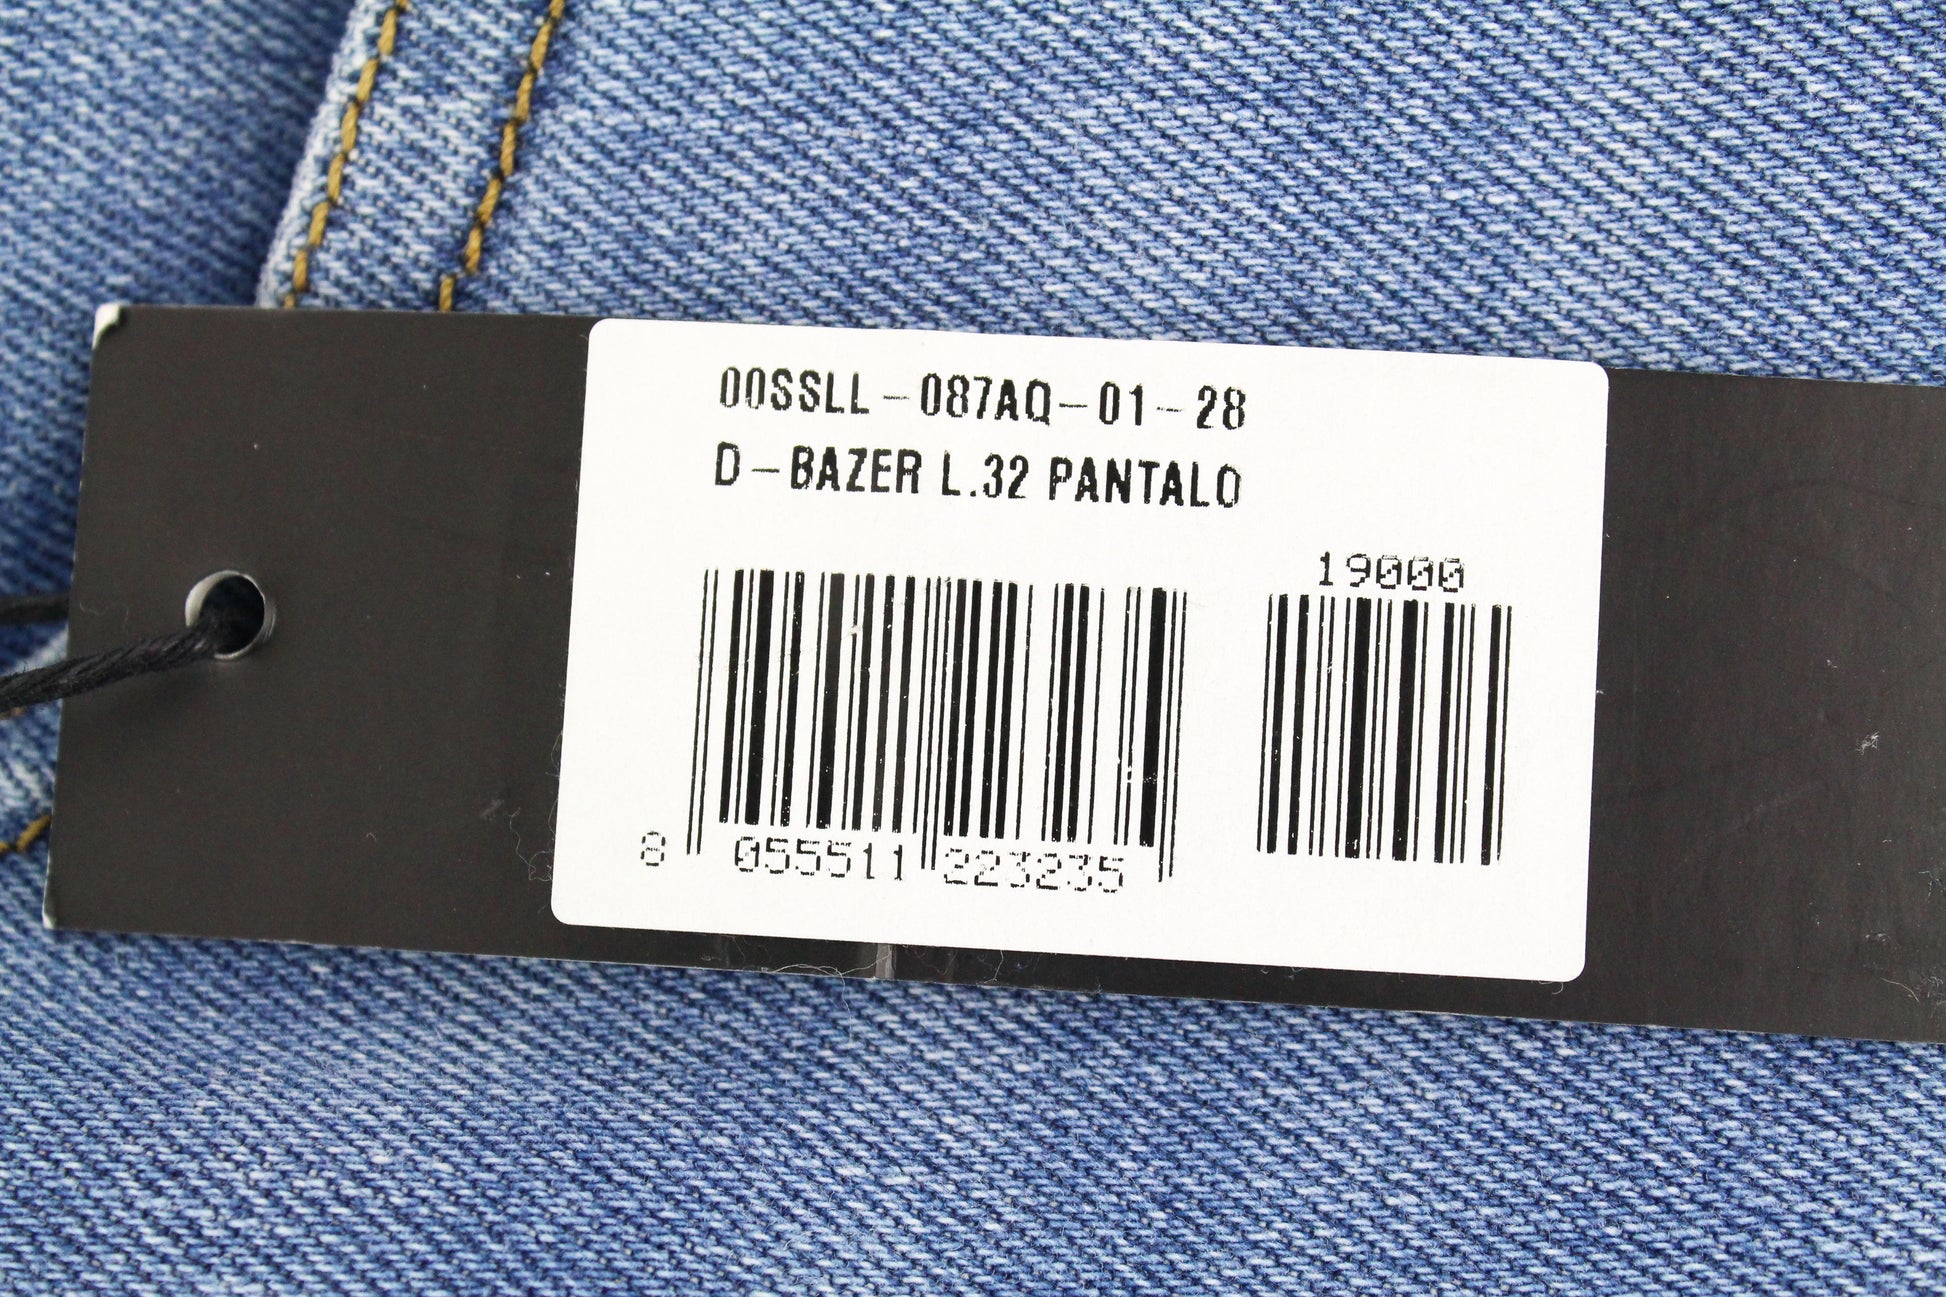 00SSLL-087AQ-01-28
D-BAZER L.32 PANTALO
19000
8 055511 223235